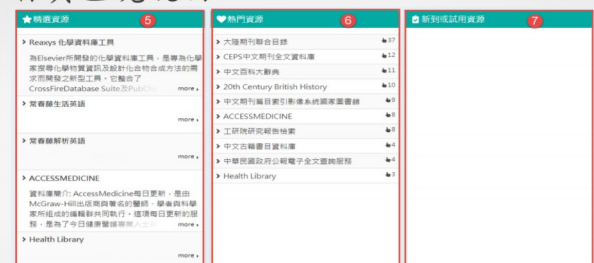 精選資源 5
Reaxys 化學資料庫工具
為Elsevier所開發的化學資料庫工具，是專為化學
家搜尋化學物質資訊及設計化合物合成方法的需
求而開發之新型工具。它整合了
CrossFireDatabase Suite及PubCh
more
常春藤生活英語
more
常春藤解析英語
more
ACCESSMEDICINE
資料庫簡介: AccessMedicine每日更新，是由
McGraw-Hill出版商與著名的醫師、學者與科學
家所組成的編輯群共同執行。這項每日更新的服
務，是為了今日健康醫護專業人士
more
Health Library
more
熱門資源 6
大陸期刊聯合目錄 37
CEPS中文期刊全文資料庫 12
中文百科大辭典 11
20th Century British History 10
中文期刊篇目索引影像系統國家圖書館 9
ACCESSMEDICINE 8
工研院研究報告檢索 8
中文古籍書目資料庫 4
中華民國政府公報電子全文查詢服務 4
Health Library 3
新到或試用資源 7